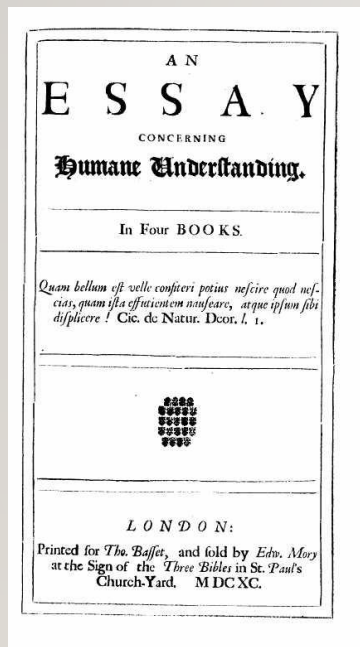 AN
ESSAY
CONCERNING
Humane Understanding.
In Four BOOKS.
Quam bellum eſt velle confiteri potius neſcire quod neſ-
cias, quam iſta effutientem nauſeare, atque ipſum ſibi
diſplicere ! Cic. de Natur. Deor. l. 1.
LONDON:
Printed for Tho. Baſſet, and ſold by Edw. Mory
at the Sign of the Three Bibles in St. Paul's
Church-Yard. MDCXC.